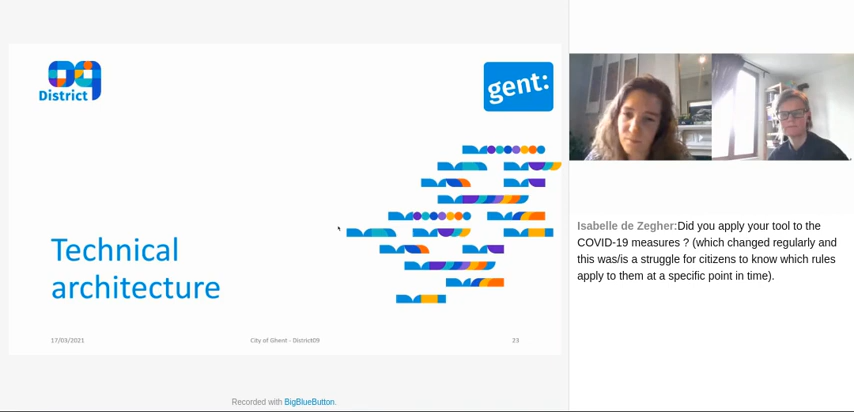 09
District
gent:
Technical
architecture
17/03/2021
City of Ghent - District09
23
Recorded with BigBlueButton.
Isabelle de Zegher:Did you apply your tool to the
COVID-19 measures ? (which changed regularly and
this was/is a struggle for citizens to know which rules
apply to them at a specific point in time).